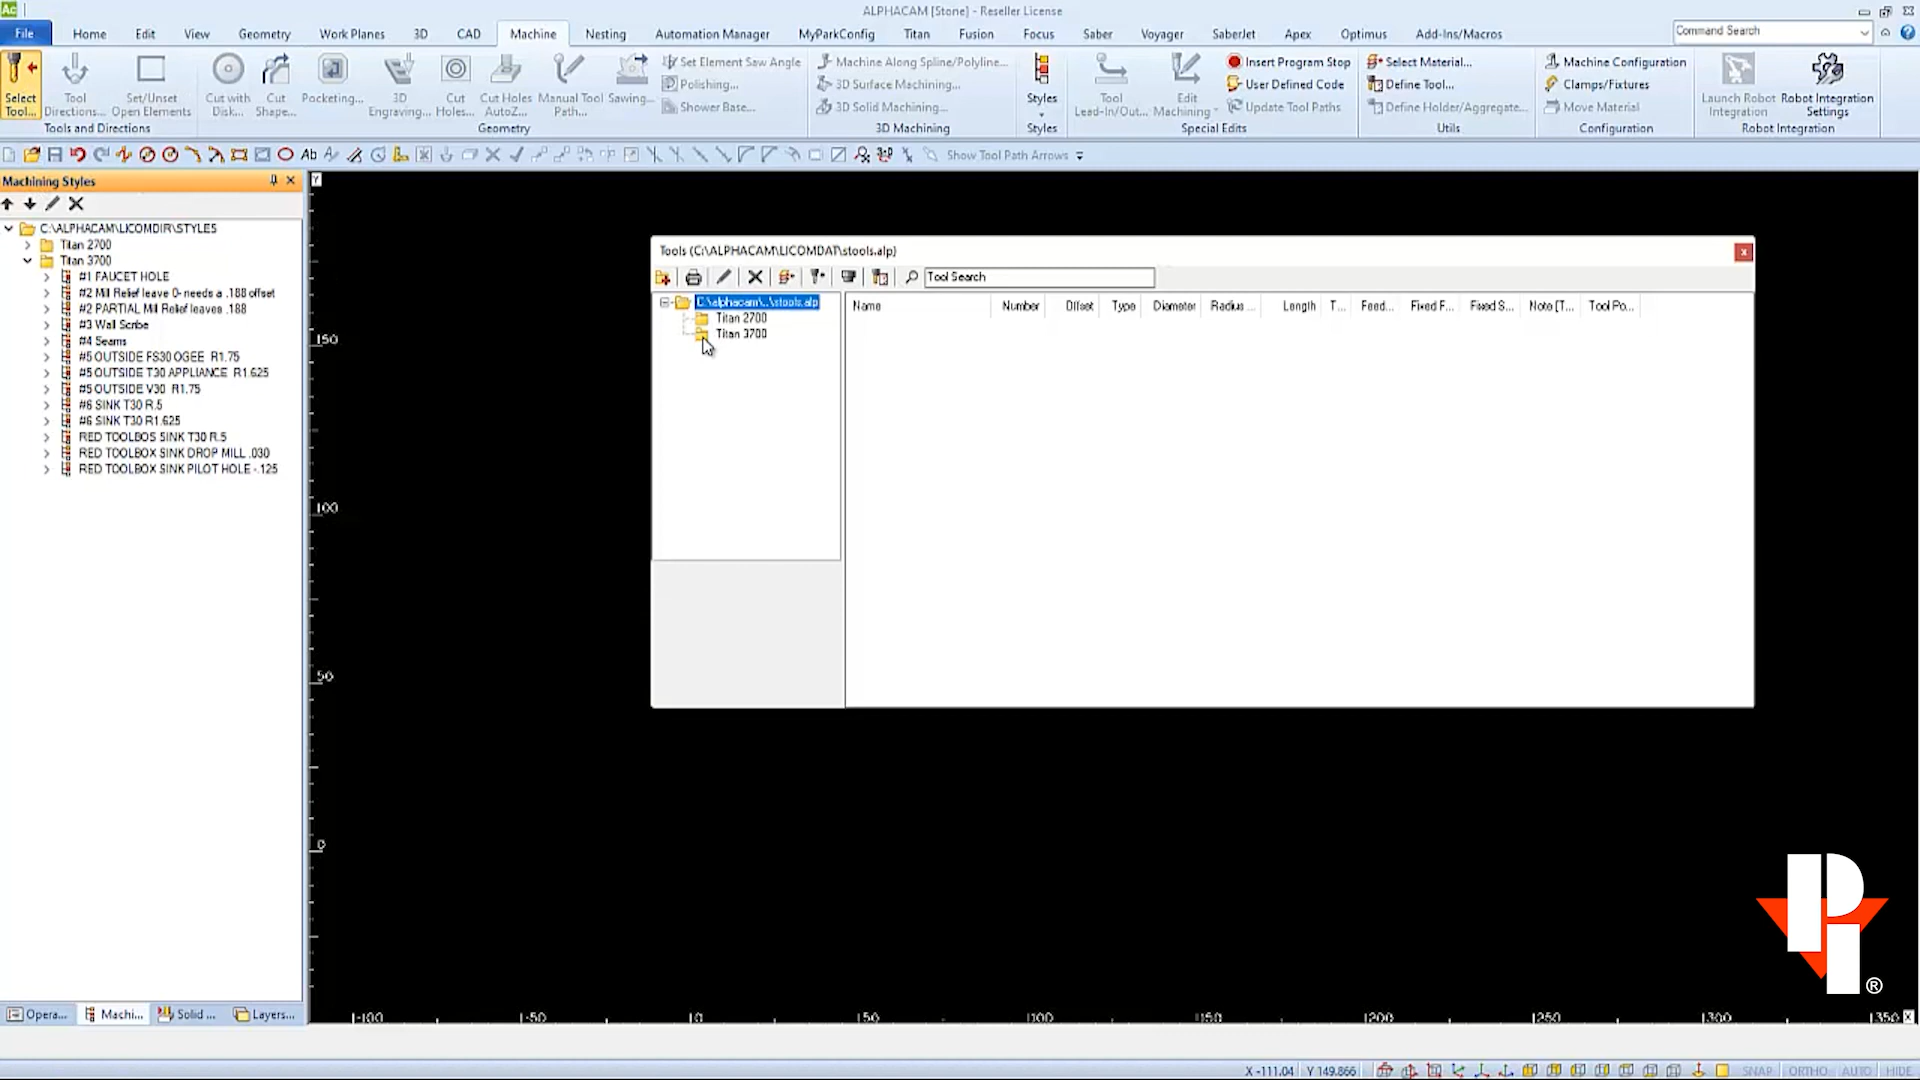 Ac
ALPHACAM [Stone] - Reseller License
File Home Edit View Geometry Work Planes 3D CAD Machine Nesting Automation Manager MyParkConfig Titan Fusion Focus Saber Voyager SaberJet Apex Optimus Add-Ins/Macros Command Search
Select Tool...
Tool Directions...
Set/Unset Open Elements
Tools and Directions
Cut with Disk...
Cut Shape...
Pocketing...
3D Engraving...
Cut Holes...
Cut Holes AutoZ...
Manual Tool Path...
Sawing...
Set Element Saw Angle
Polishing...
Shower Base...
Geometry
Machine Along Spline/Polyline...
3D Surface Machining...
3D Solid Machining...
3D Machining
Styles
Styles
Tool Lead-In/Out...
Edit Machining
Insert Program Stop
User Defined Code
Update Tool Paths
Special Edits
Select Material...
Define Tool...
Define Holder/Aggregate...
Utils
Machine Configuration
Clamps/Fixtures
Move Material
Configuration
Launch Robot Integration
Robot Integration Settings
Robot Integration
Ab
Show Tool Path Arrows
Machining Styles
C:\ALPHACAM\LICOMDIR\STYLES
Titan 2700
Titan 3700
#1 FAUCET HOLE
#2 Mill Relief leave 0- needs a .188 offset
#2 PARTIAL Mill Relief leaves .188
#3 Wall Scribe
#4 Seams
#5 OUTSIDE FS30 OGEE R1.75
#5 OUTSIDE T30 APPLIANCE R1.625
#5 OUTSIDE V30 R1.75
#6 SINK T30 R.5
#6 SINK T30 R1.625
RED TOOLBOS SINK T30 R.5
RED TOOLBOX SINK DROP MILL .030
RED TOOLBOX SINK PILOT HOLE -.125
Opera... Machi... Solid ... Layers...
Y
150
100
50
0
Tools (C:\ALPHACAM\LICOMDAT\stools.alp)
x
Tool Search
C:\alphacam\..\stools.alp
Titan 2700
Titan 3700
Name Number Offset Type Diameter Radius ... Length T... Feed... Fixed F... Fixed S... Note [T... Tool Po...
PI®
-100 -50 0 50 100 150 200 250 300 350 X
X -111.04 Y 149.866 SNAP ORTHO AUTO HIDE